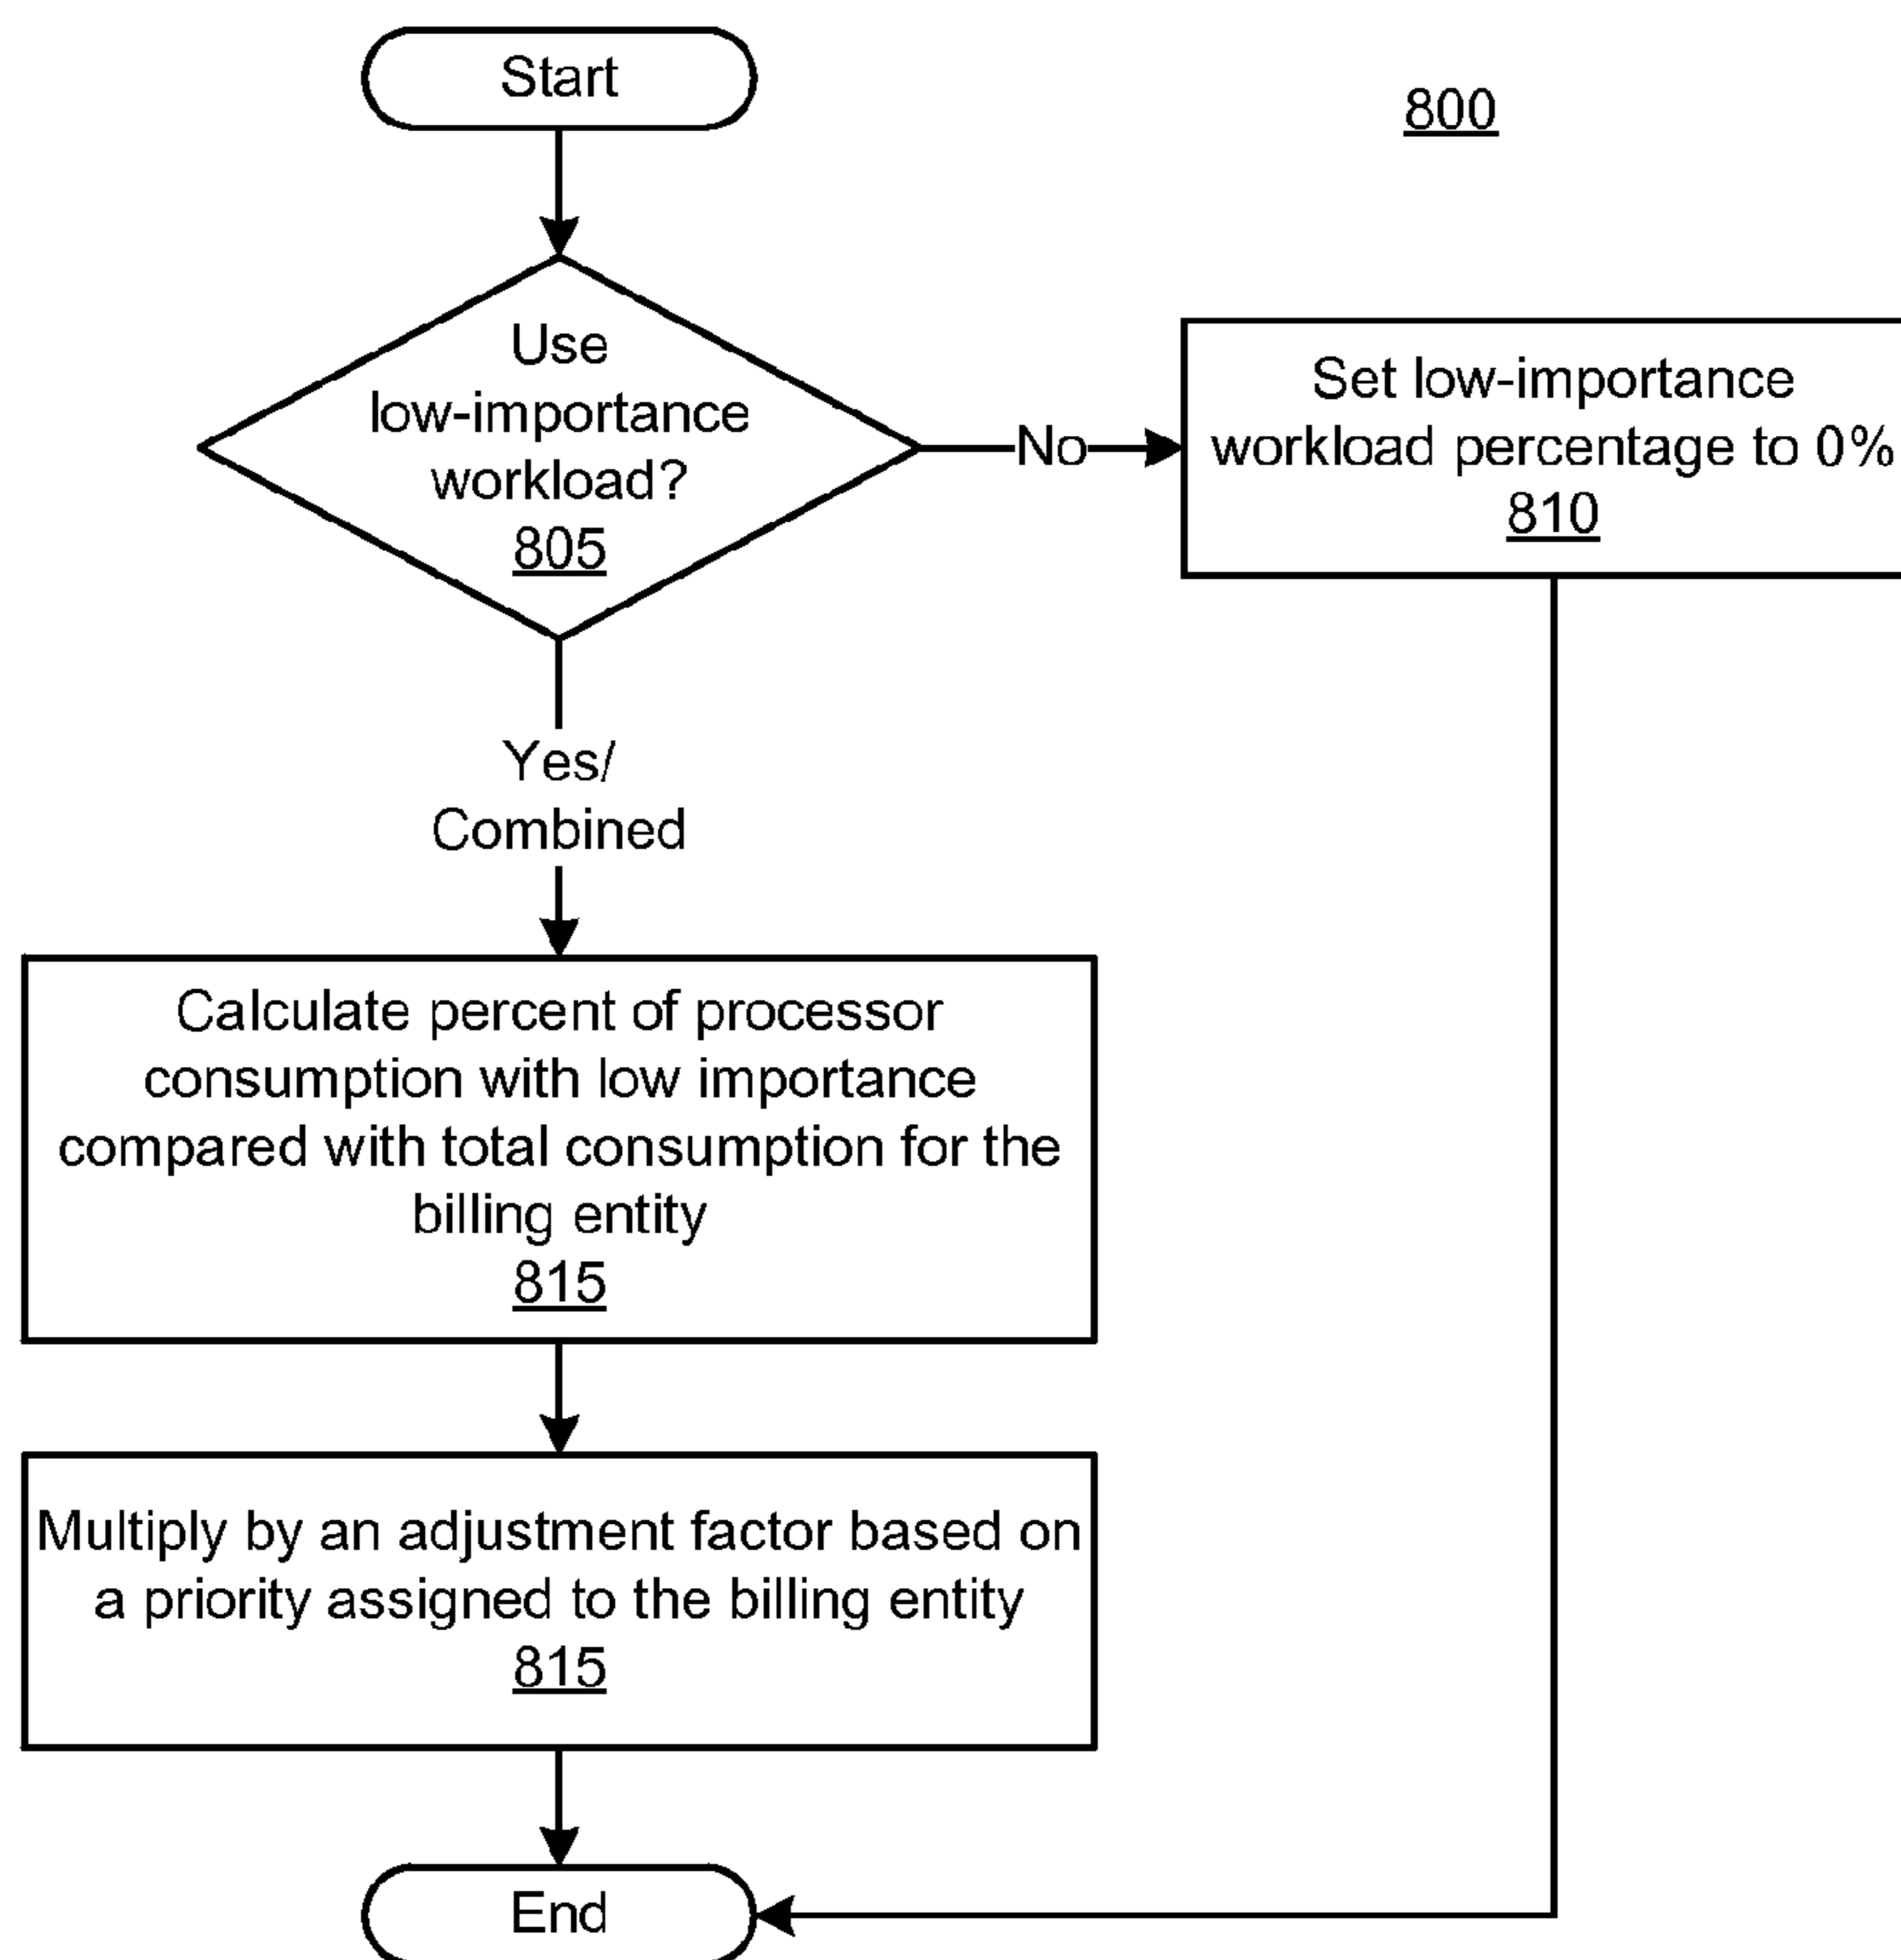 Start
800
Use
low-importance
workload?
805
No
Set low-importance
workload percentage to 0%
810
Yes/
Combined
Calculate percent of processor
consumption with low importance
compared with total consumption for the
billing entity
815
Multiply by an adjustment factor based on
a priority assigned to the billing entity
815
End